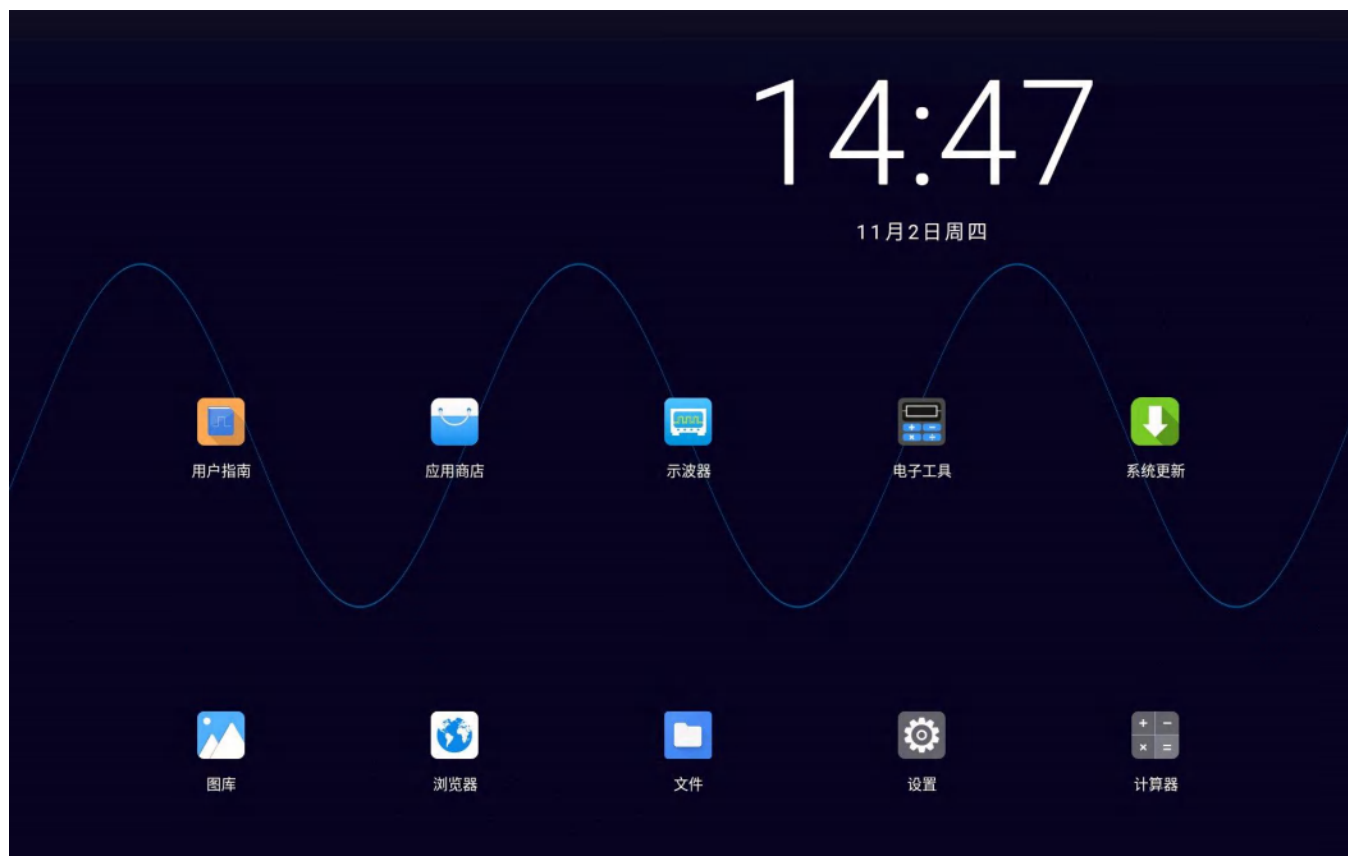 14:47
11月2日周四
用户指南
应用商店
示波器
电子工具
系统更新
图库
浏览器
文件
设置
计算器